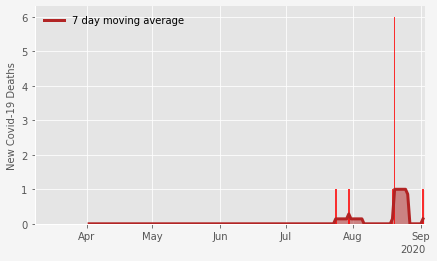 7 day moving average
New Covid-19 Deaths
6
5
4
3
2
1
0
Apr
May
Jun
Jul
Aug
Sep
2020